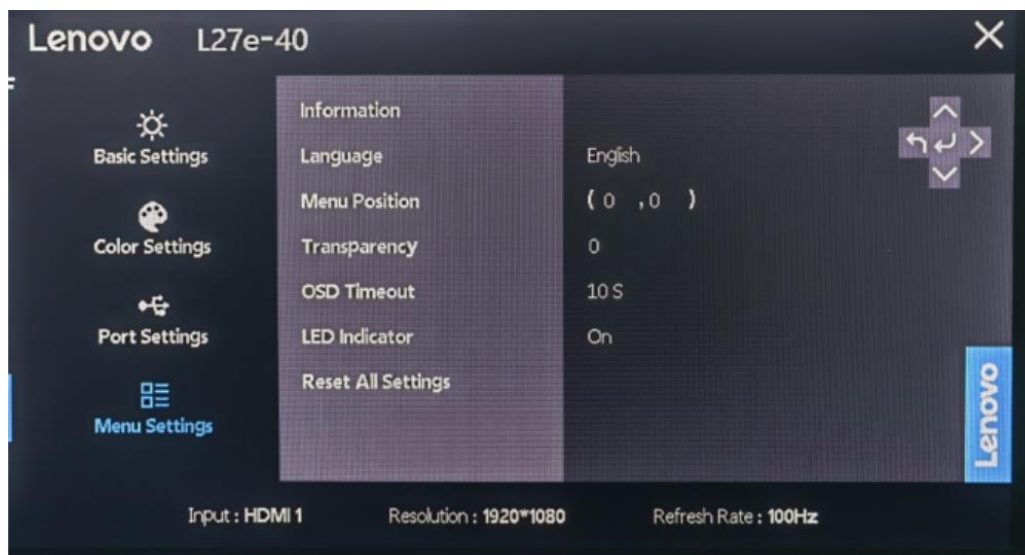 Lenovo L27e-40
Basic Settings
Color Settings
Port Settings
Menu Settings
Information
Language English
Menu Position ( 0 , 0 )
Transparency 0
OSD Timeout 10 S
LED Indicator On
Reset All Settings
Lenovo
Input : HDMI 1 Resolution : 1920*1080 Refresh Rate : 100Hz